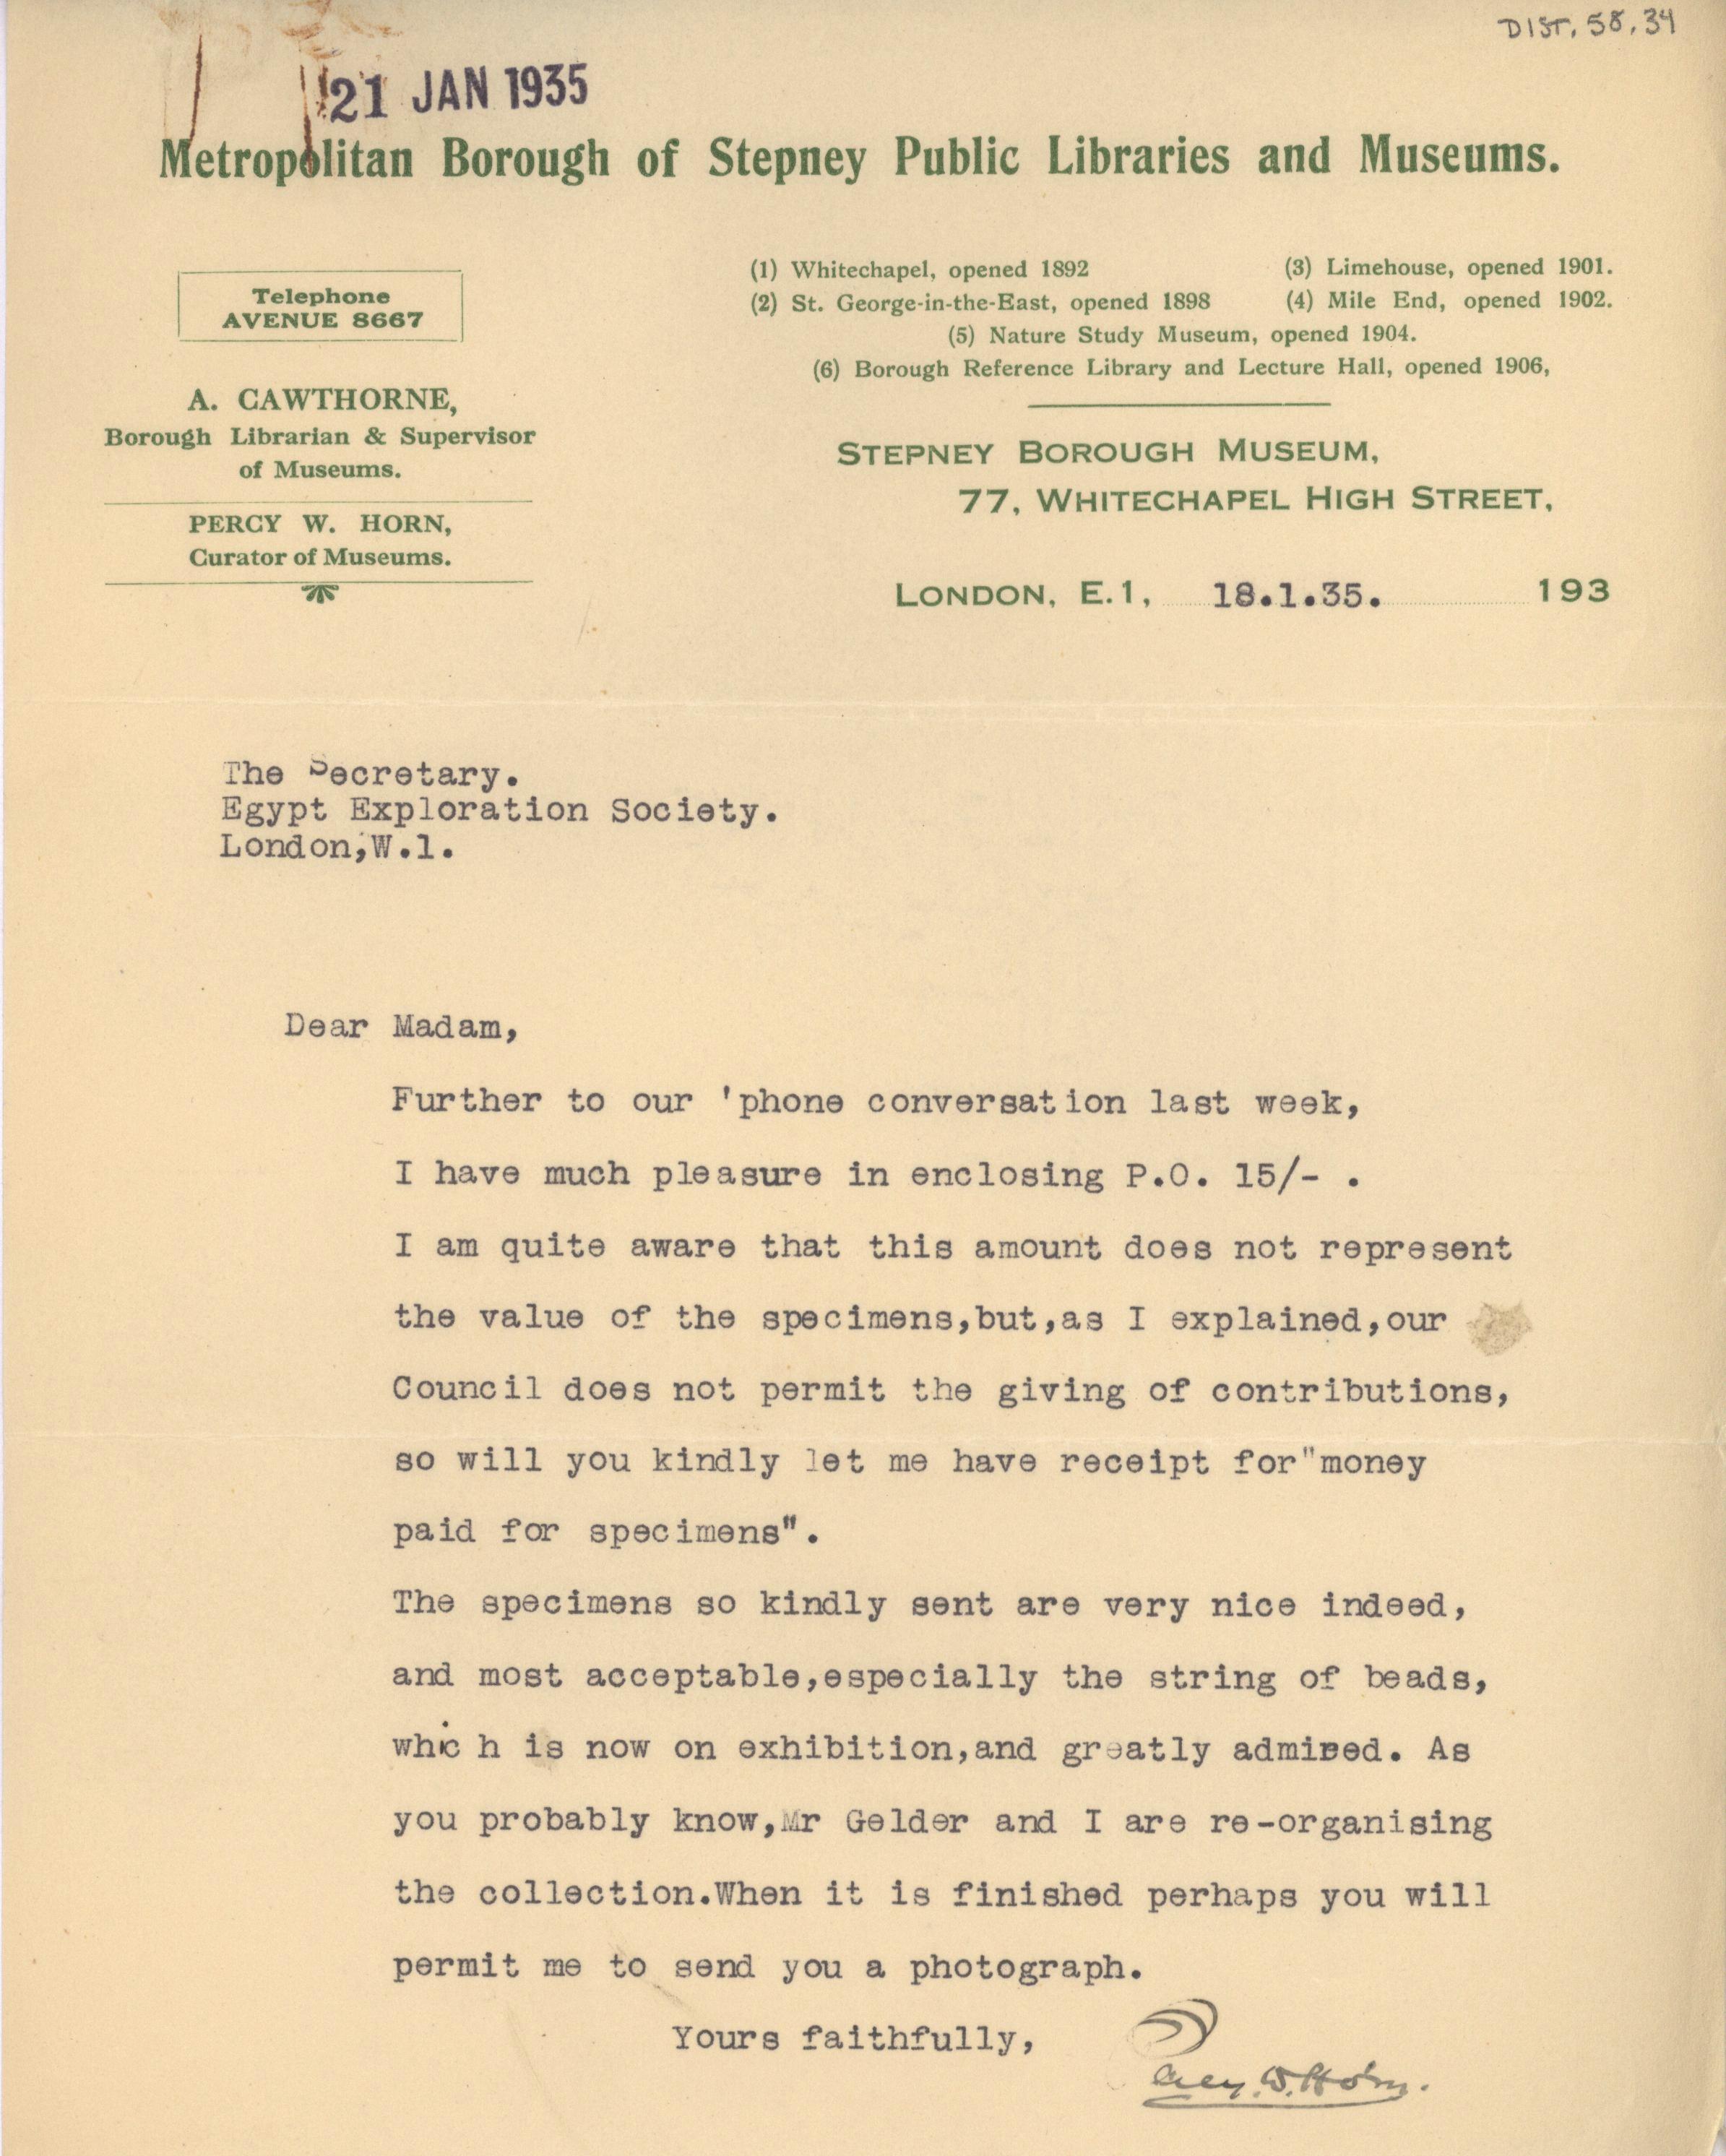 DIST. 58.34
21 JAN 1935
Metropolitan Borough of Stepney Public Libraries and Museums.
Telephone
AVENUE 8667
A. CAWTHORNE,
Borough Librarian & Supervisor
of Museums.
PERCY W. HORN,
Curator of Museums.
(1) Whitechapel, opened 1892 (3) Limehouse, opened 1901.
(2) St. George-in-the-East, opened 1898 (4) Mile End, opened 1902.
(5) Nature Study Museum, opened 1904.
(6) Borough Reference Library and Lecture Hall, opened 1906,
STEPNEY BOROUGH MUSEUM,
77, WHITECHAPEL HIGH STREET,
LONDON, E.1, 18.1.35. 193
The Secretary.
Egypt Exploration Society.
London,W.1.
Dear Madam,
Further to our 'phone conversation last week,
I have much pleasure in enclosing P.O. 15/- .
I am quite aware that this amount does not represent
the value of the specimens,but,as I explained,our
Council does not permit the giving of contributions,
so will you kindly let me have receipt for"money
paid for specimens".
The specimens so kindly sent are very nice indeed,
and most acceptable,especially the string of beads,
whic h is now on exhibition,and greatly admired. As
you probably know,Mr Gelder and I are re-organising
the collection.When it is finished perhaps you will
permit me to send you a photograph.
Yours faithfully,
Percy. W. Horn.